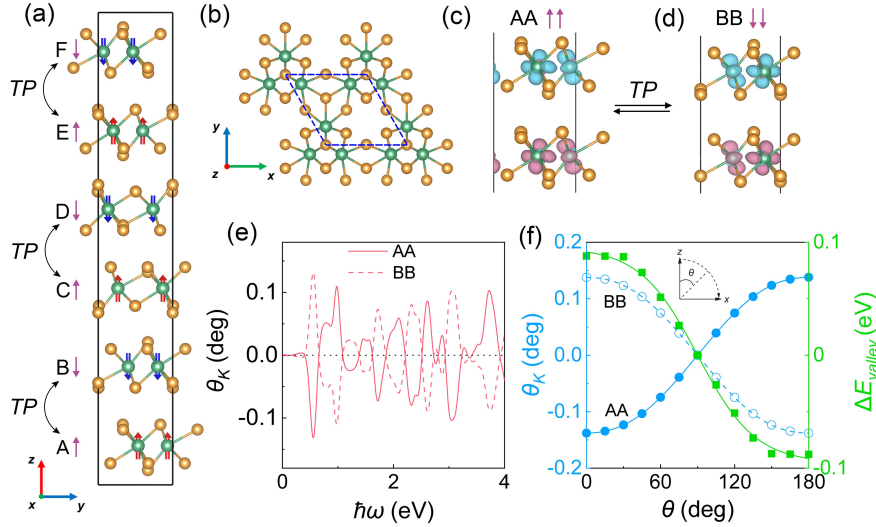 (a)
F ↓
TP
E ↑
D ↓
TP
C ↑
B ↓
TP
A ↑
z
x
y
(b)
y
z
x
(c)
AA ↑↑
TP
(d)
BB ↓↓
(e)
AA
BB
θK (deg)
0.1
0.0
-0.1
0 1 2 3 4
ħω (eV)
(f)
z
θ
x
BB
AA
θK (deg)
0.2
0.1
0.0
-0.1
-0.2
0 60 120 180
θ (deg)
0.1
0
-0.1
ΔEvalley (eV)